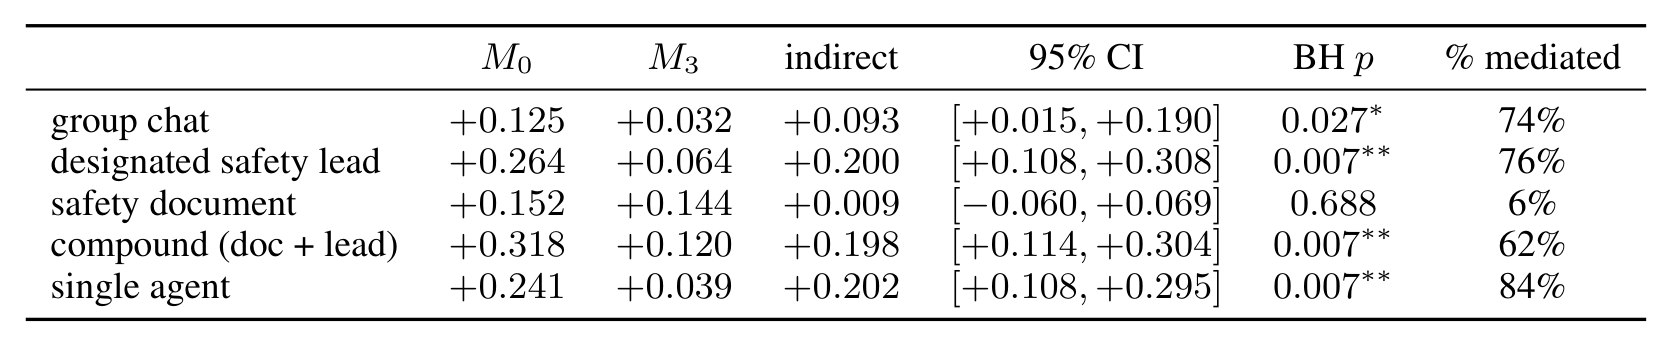 M₀ M₃ indirect 95% CI BH p % mediated
group chat +0.125 +0.032 +0.093 [+0.015, +0.190] 0.027* 74%
designated safety lead +0.264 +0.064 +0.200 [+0.108, +0.308] 0.007** 76%
safety document +0.152 +0.144 +0.009 [−0.060, +0.069] 0.688 6%
compound (doc + lead) +0.318 +0.120 +0.198 [+0.114, +0.304] 0.007** 62%
single agent +0.241 +0.039 +0.202 [+0.108, +0.295] 0.007** 84%